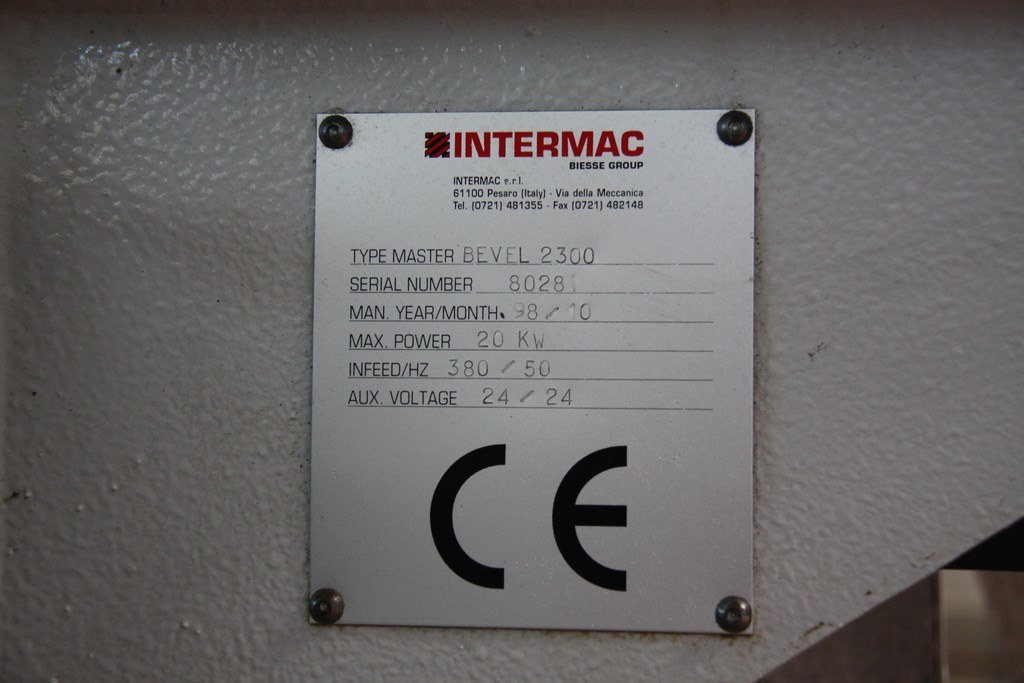 INTERMAC
BIESSE GROUP
INTERMAC s.r.l.
61100 Pesaro (Italy) - Via della Meccanica
Tel. (0721) 481355 - Fax (0721) 482148
TYPE MASTER BEVEL 2300
SERIAL NUMBER 80281
MAN. YEAR/MONTH. 98 / 10
MAX. POWER 20 KW
INFEED/HZ 380 / 50
AUX. VOLTAGE 24 / 24
CE